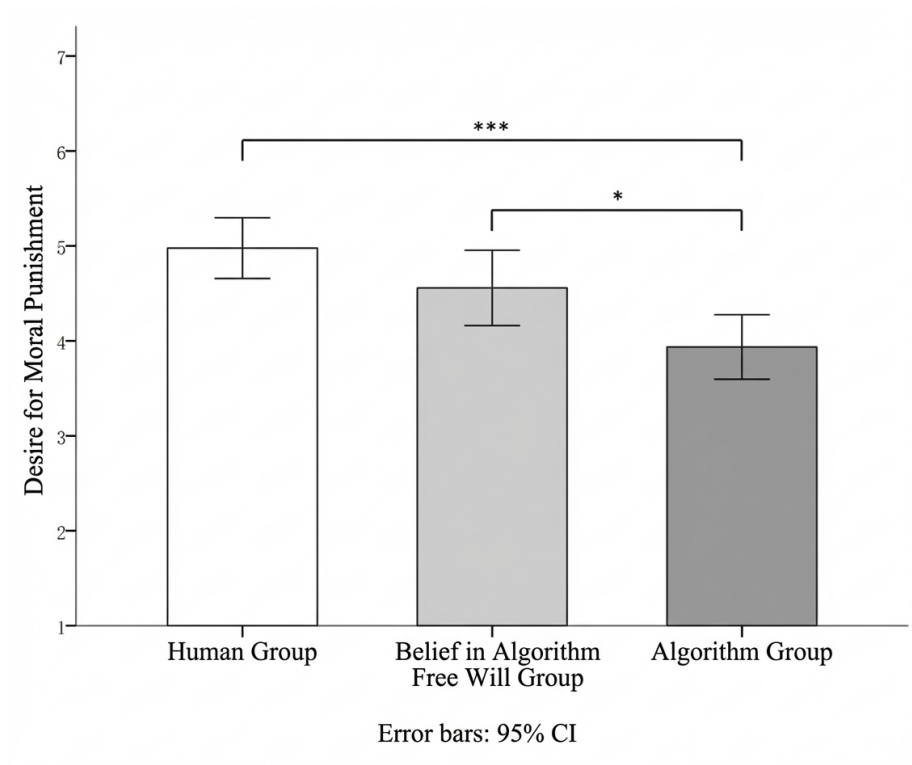 7
***
6
*
5
4
3
2
1
Desire for Moral Punishment
Human Group
Belief in Algorithm
Free Will Group
Algorithm Group
Error bars: 95% CI